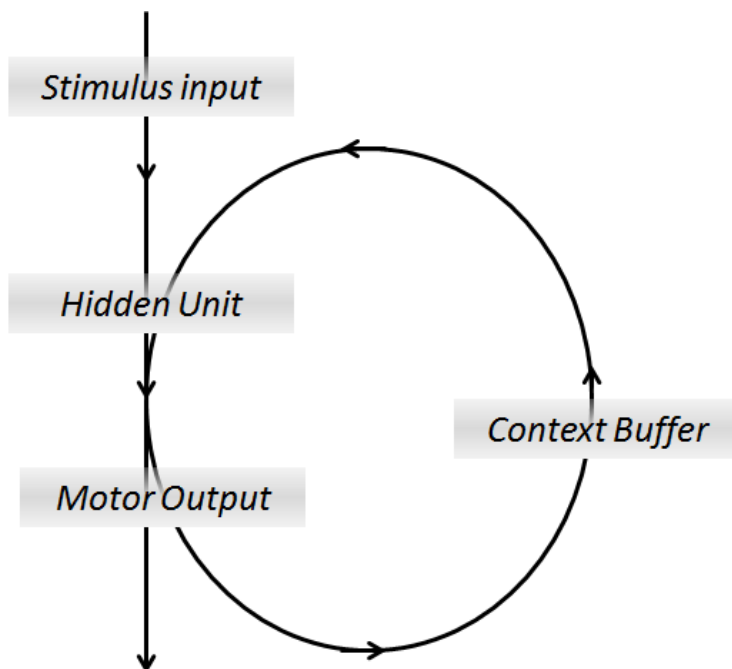 Stimulus input
Hidden Unit
Context Buffer
Motor Output